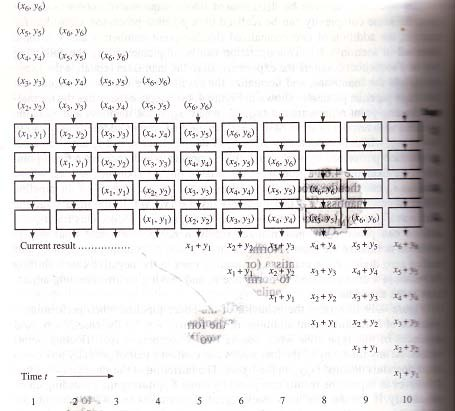 (x6, y6)
(x5, y5) (x6, y6)
(x4, y4) (x5, y5) (x6, y6)
(x3, y3) (x4, y4) (x5, y5) (x6, y6)
(x2, y2) (x3, y3) (x4, y4) (x5, y5) (x6, y6)
(x1, y1) (x2, y2) (x3, y3) (x4, y4) (x5, y5) (x6, y6)
(x1, y1) (x2, y2) (x3, y3) (x4, y4) (x5, y5) (x6, y6)
(x1, y1) (x2, y2) (x3, y3) (x4, y4) (x5, y5) (x6, y6)
(x1, y1) (x2, y2) (x3, y3) (x4, y4) (x5, y5) (x6, y6)
Current result ................ x1 + y1 x2 + y2 x3 + y3 x4 + y4 x5 + y5 x6 + y6
x1 + y1 x2 + y2 x3 + y3 x4 + y4 x5 + y5
x1 + y1 x2 + y2 x3 + y3 x4 + y4
x1 + y1 x2 + y2 x3 + y3
x1 + y1 x2 + y2
x1 + y1
Time t
1 2 3 4 5 6 7 8 9 10